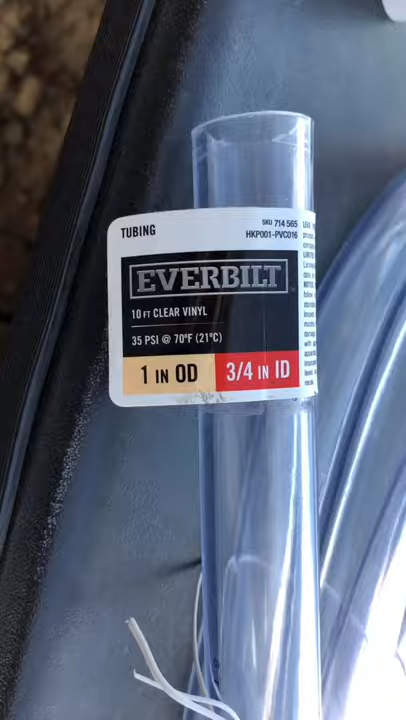 TUBING
SKU 714 565
HKP001-PVC016
EVERBILT
10 FT CLEAR VINYL
35 PSI @ 70°F (21°C)
1 IN OD
3/4 IN ID